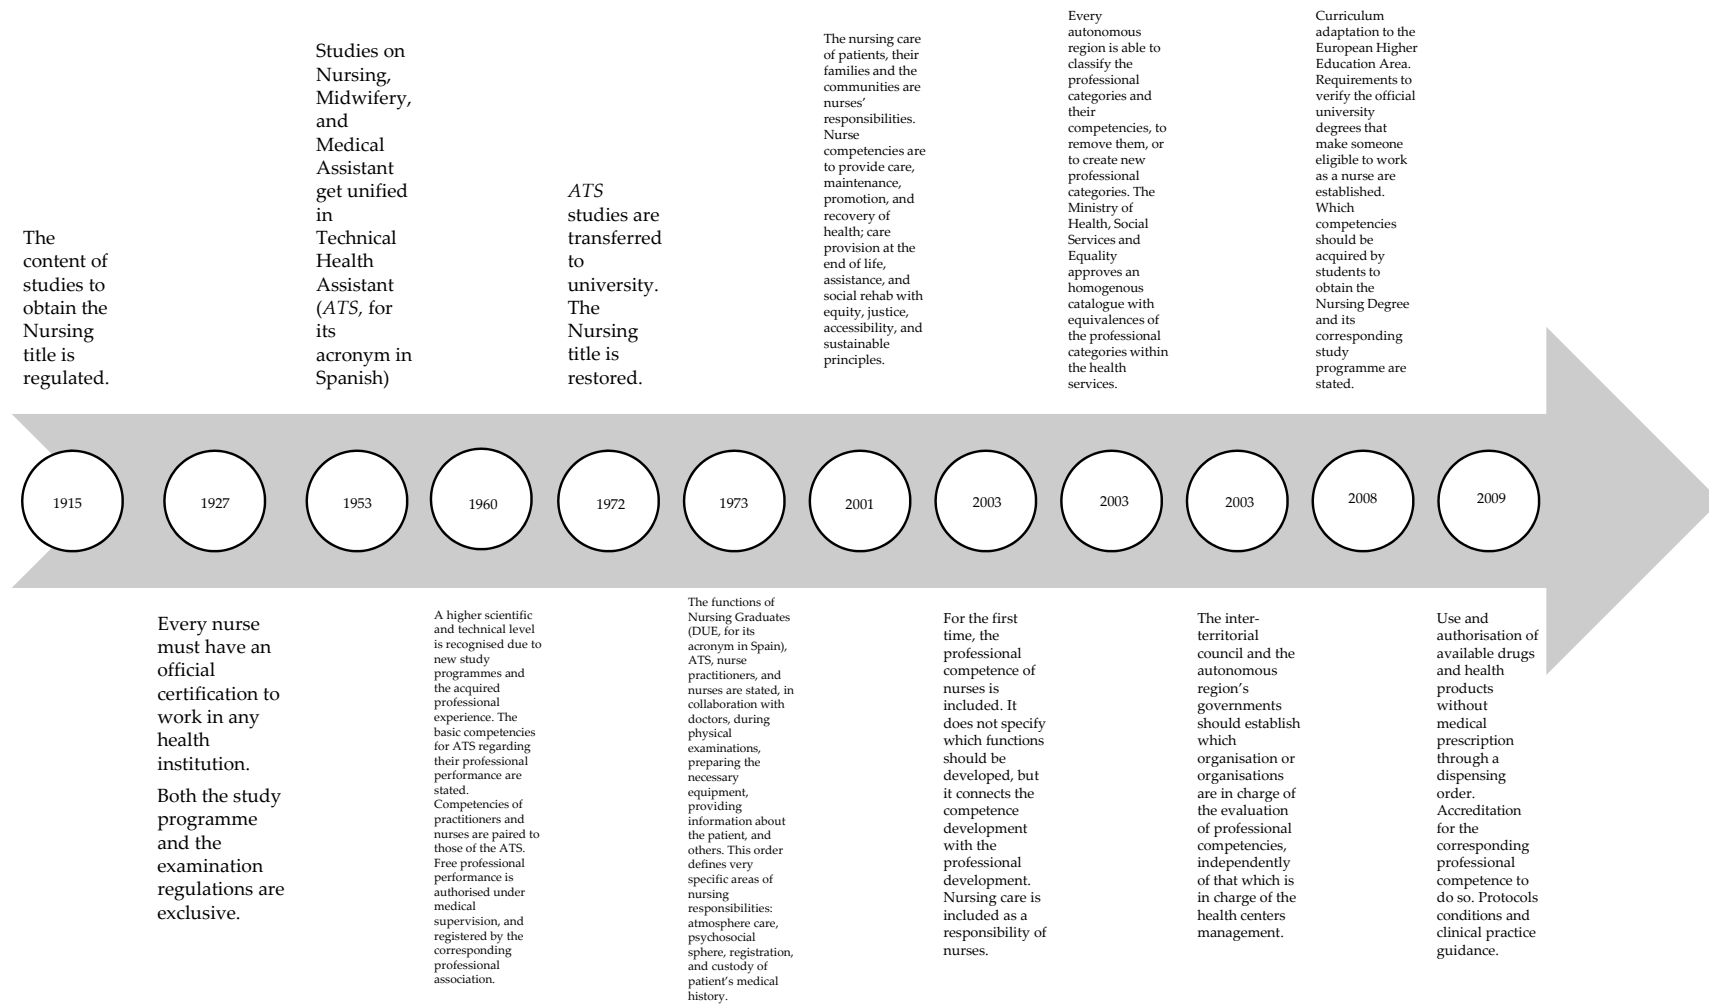 The
content of
studies to
obtain the
Nursing
title is
regulated.
Studies on
Nursing,
Midwifery,
and
Medical
Assistant
get unified
in
Technical
Health
Assistant
(ATS, for
its
acronym in
Spanish)
ATS
studies are
transferred
to
university.
The
Nursing
title is
restored.
The nursing care
of patients, their
families and the
communities are
nurses’
responsibilities.
Nurse
competencies are
to provide care,
maintenance,
promotion, and
recovery of
health; care
provision at the
end of life,
assistance, and
social rehab with
equity, justice,
accessibility, and
sustainable
principles.
Every
autonomous
region is able to
classify the
professional
categories and
their
competencies, to
remove them, or
to create new
professional
categories. The
Ministry of
Health, Social
Services and
Equality
approves an
homogenous
catalogue with
equivalences of
the professional
categories within
the health
services.
Curriculum
adaptation to the
European Higher
Education Area.
Requirements to
verify the official
university
degrees that
make someone
eligible to work
as a nurse are
established.
Which
competencies
should be
acquired by
students to
obtain the
Nursing Degree
and its
corresponding
study
programme are
stated.
1915
1927
1953
1960
1972
1973
2001
2003
2003
2003
2008
2009
Every nurse
must have an
official
certification to
work in any
health
institution.
Both the study
programme
and the
examination
regulations are
exclusive.
A higher scientific
and technical level
is recognised due to
new study
programmes and
the acquired
professional
experience. The
basic competencies
for ATS regarding
their professional
performance are
stated.
Competencies of
practitioners and
nurses are paired to
those of the ATS.
Free professional
performance is
authorised under
medical
supervision, and
registered by the
corresponding
professional
association.
The functions of
Nursing Graduates
(DUE, for its
acronym in Spain),
ATS, nurse
practitioners, and
nurses are stated, in
collaboration with
doctors, during
physical
examinations,
preparing the
necessary
equipment,
providing
information about
the patient, and
others. This order
defines very
specific areas of
nursing
responsibilities:
atmosphere care,
psychosocial
sphere, registration,
and custody of
patient’s medical
history.
For the first
time, the
professional
competence of
nurses is
included. It
does not specify
which functions
should be
developed, but
it connects the
competence
development
with the
professional
development.
Nursing care is
included as a
responsibility of
nurses.
The inter-
territorial
council and the
autonomous
region’s
governments
should establish
which
organisation or
organisations
are in charge of
the evaluation
of professional
competencies,
independently
of that which is
in charge of the
health centers
management.
Use and
authorisation of
available drugs
and health
products
without
medical
prescription
through a
dispensing
order.
Accreditation
for the
corresponding
professional
competence to
do so. Protocols
conditions and
clinical practice
guidance.